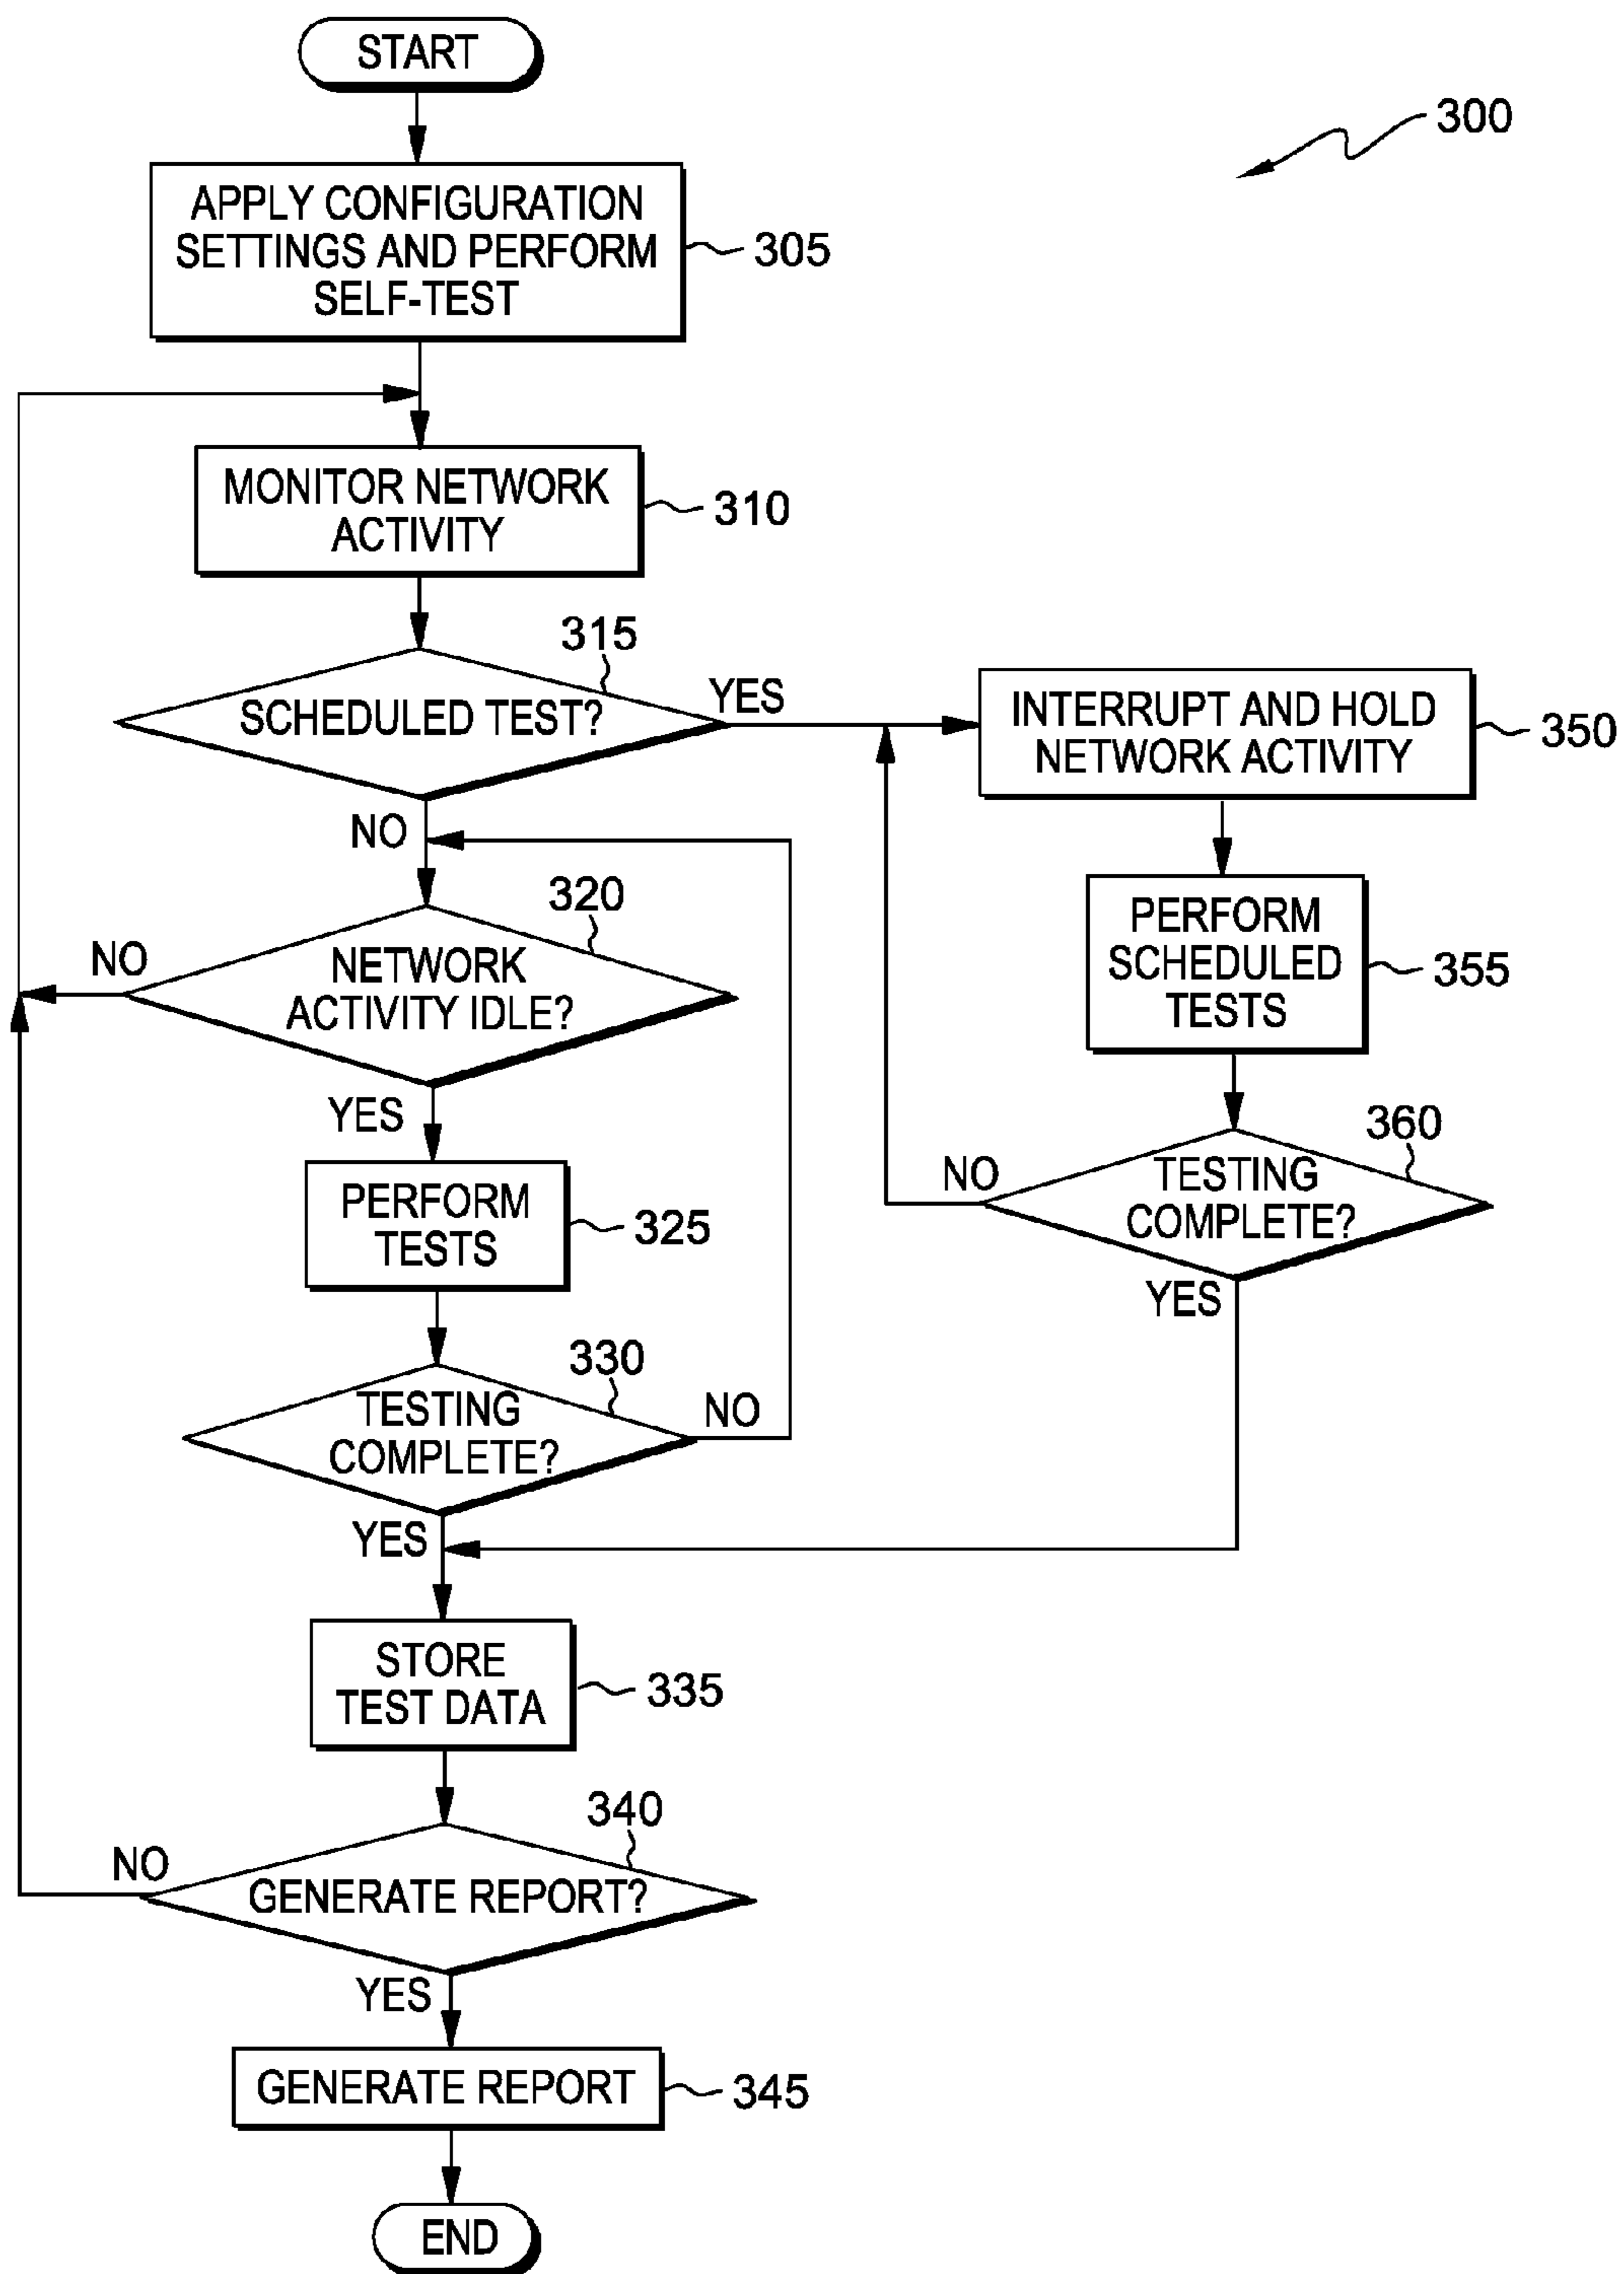 START
300
APPLY CONFIGURATION
SETTINGS AND PERFORM
SELF-TEST
305
MONITOR NETWORK
ACTIVITY
310
315
SCHEDULED TEST?
YES
NO
INTERRUPT AND HOLD
NETWORK ACTIVITY
350
320
NETWORK
ACTIVITY IDLE?
NO
YES
PERFORM
SCHEDULED
TESTS
355
PERFORM
TESTS
325
360
TESTING
COMPLETE?
NO
YES
330
TESTING
COMPLETE?
NO
YES
STORE
TEST DATA
335
340
GENERATE REPORT?
NO
YES
GENERATE REPORT
345
END